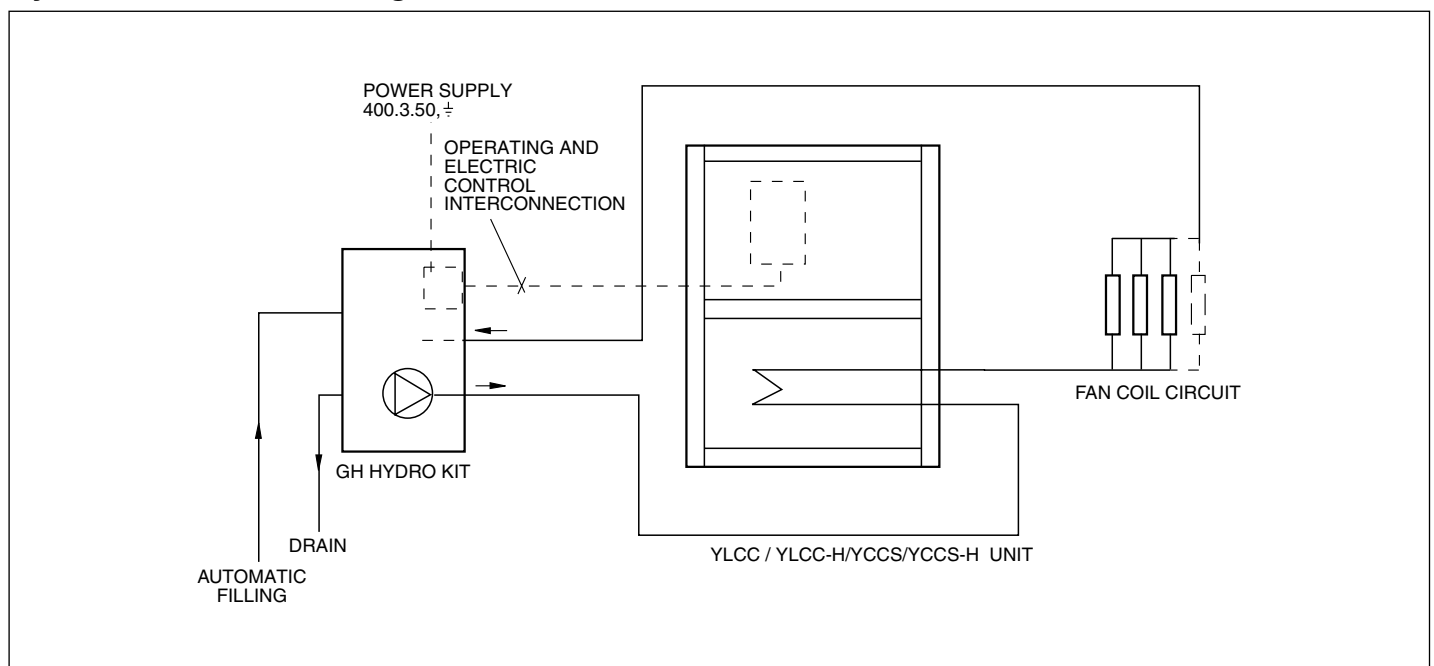 POWER SUPPLY
400.3.50, ⏚
OPERATING AND
ELECTRIC
CONTROL
INTERCONNECTION
FAN COIL CIRCUIT
GH HYDRO KIT
DRAIN
YLCC / YLCC-H/YCCS/YCCS-H UNIT
AUTOMATIC
FILLING